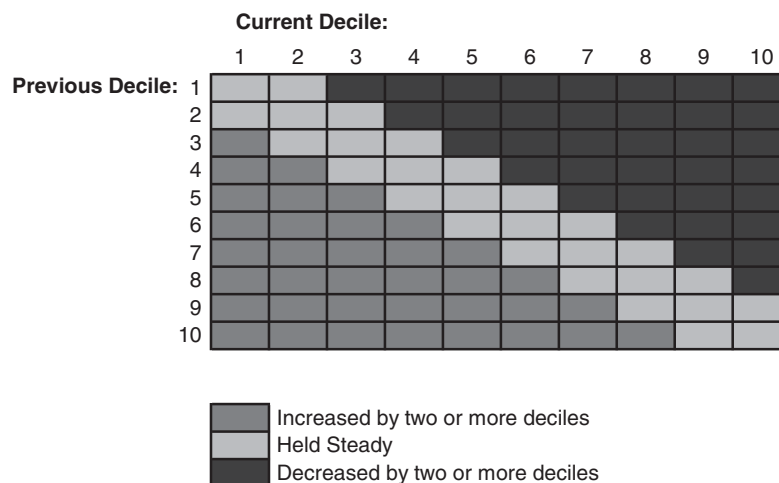 Current Decile:
1 2 3 4 5 6 7 8 9 10
Previous Decile: 1
2
3
4
5
6
7
8
9
10
Increased by two or more deciles
Held Steady
Decreased by two or more deciles